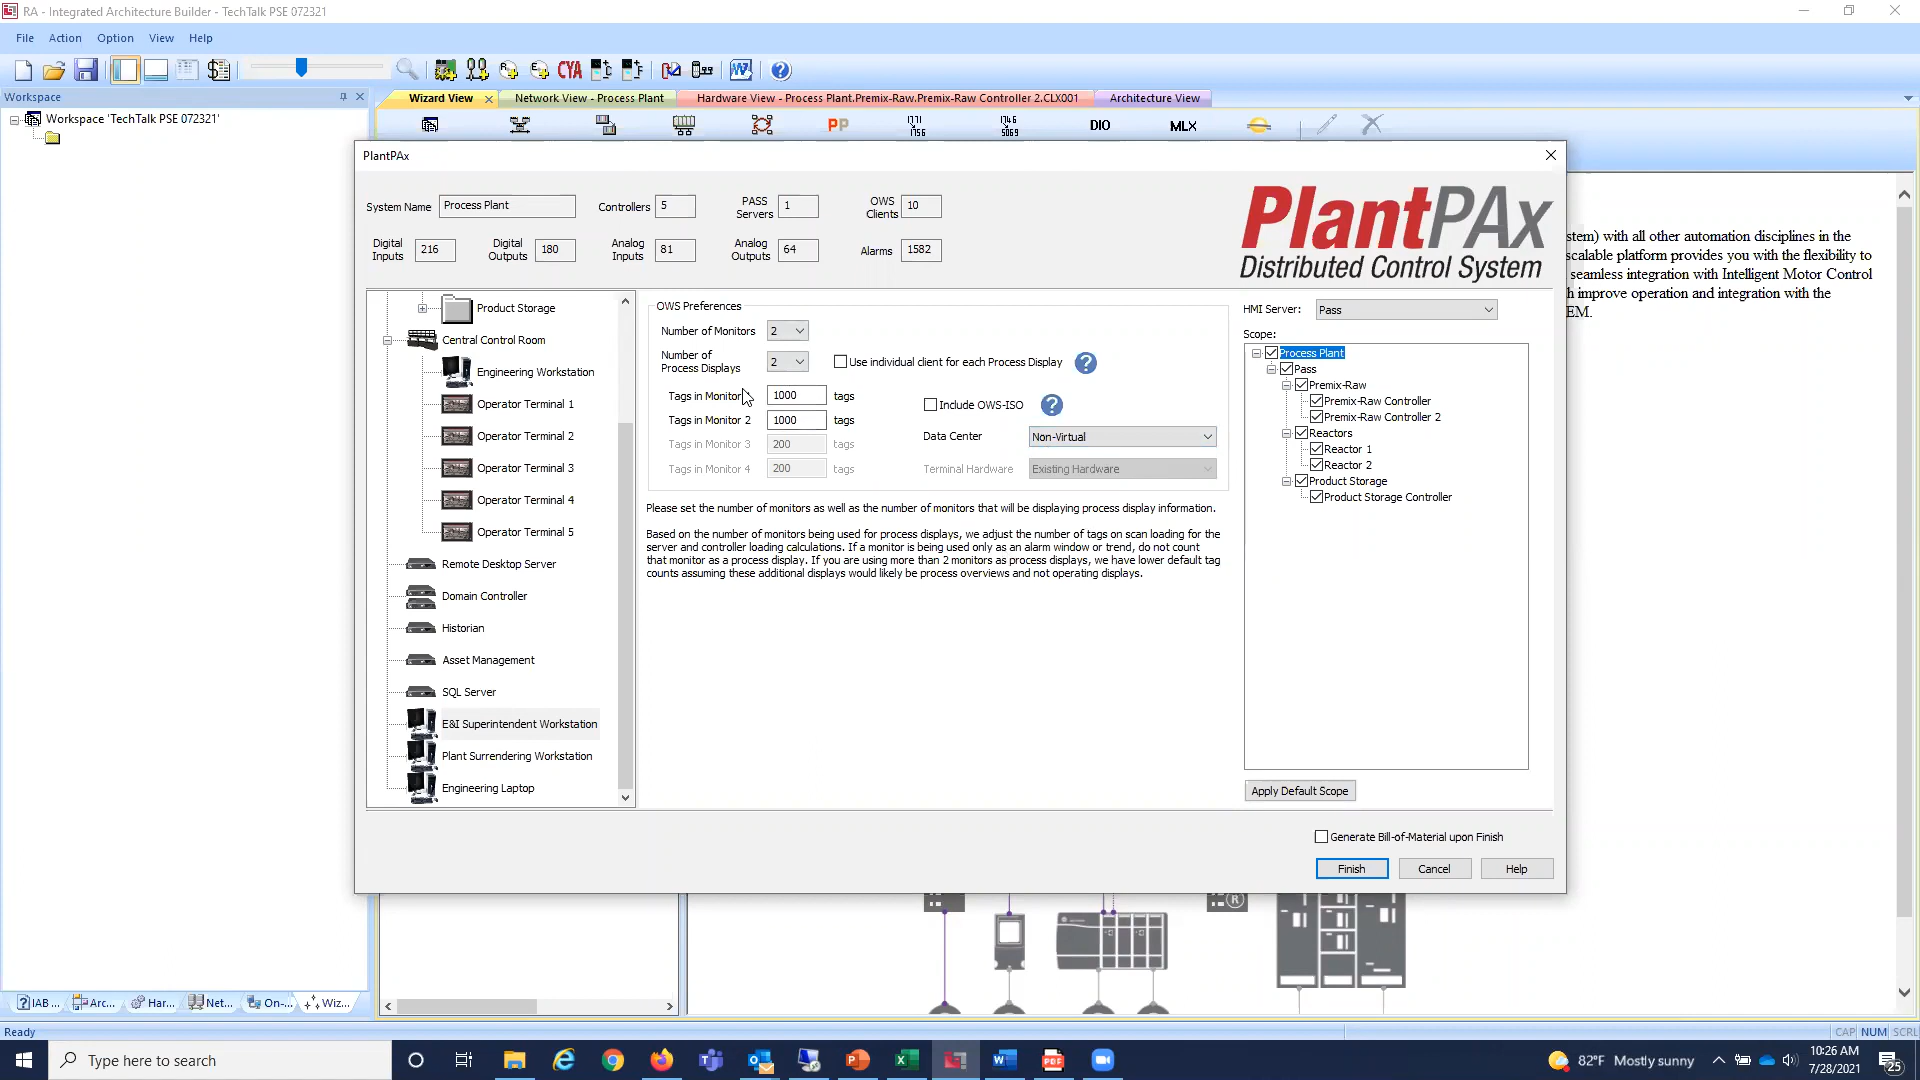 RA - Integrated Architecture Builder - TechTalk PSE 072321
File Action Option View Help
CYA
Workspace
Wizard View
Network View - Process Plant
Hardware View - Process Plant.Premix-Raw.Premix-Raw Controller 2.CLX001
Architecture View
Workspace 'TechTalk PSE 072321'
PP
1771
1756
1746
5069
DIO
MLX
PlantPAx
System Name
Process Plant
Controllers
5
PASS
Servers
1
OWS
Clients
10
Digital
Inputs
216
Digital
Outputs
180
Analog
Inputs
81
Analog
Outputs
64
Alarms
1582
PlantPAx
Distributed Control System
stem) with all other automation disciplines in the
scalable platform provides you with the flexibility to
seamless integration with Intelligent Motor Control
h improve operation and integration with the
EM.
Product Storage
Central Control Room
Engineering Workstation
Operator Terminal 1
Operator Terminal 2
Operator Terminal 3
Operator Terminal 4
Operator Terminal 5
Remote Desktop Server
Domain Controller
Historian
Asset Management
SQL Server
E&I Superintendent Workstation
Plant Surrendering Workstation
Engineering Laptop
OWS Preferences
Number of Monitors
2
Number of
Process Displays
2
Use individual client for each Process Display
Tags in Monitor
1000
tags
Tags in Monitor 2
1000
tags
Tags in Monitor 3
200
tags
Tags in Monitor 4
200
tags
Include OWS-ISO
Data Center
Non-Virtual
Terminal Hardware
Existing Hardware
Please set the number of monitors as well as the number of monitors that will be displaying process display information.
Based on the number of monitors being used for process displays, we adjust the number of tags on scan loading for the
server and controller loading calculations. If a monitor is being used only as an alarm window or trend, do not count
that monitor as a process display. If you are using more than 2 monitors as process displays, we have lower default tag
counts assuming these additional displays would likely be process overviews and not operating displays.
HMI Server:
Pass
Scope:
Process Plant
Pass
Premix-Raw
Premix-Raw Controller
Premix-Raw Controller 2
Reactors
Reactor 1
Reactor 2
Product Storage
Product Storage Controller
Apply Default Scope
Generate Bill-of-Material upon Finish
Finish
Cancel
Help
IAB ...
Arc...
Har...
Net...
On-...
Wiz...
Ready
CAP NUM SCRL
Type here to search
82°F Mostly sunny
10:26 AM
7/28/2021
25